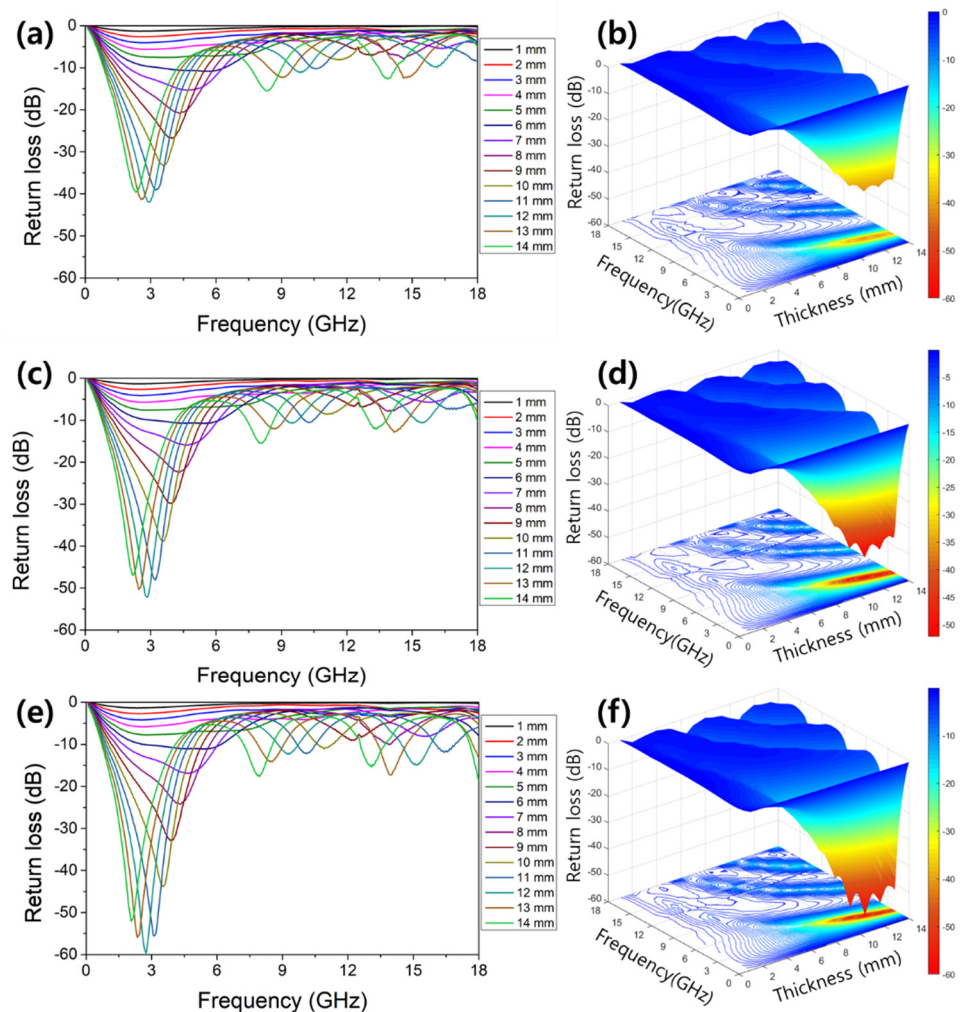 (a)
Return loss (dB)
0
-10
-20
-30
-40
-50
-60
0 3 6 9 12 15 18
Frequency (GHz)
1 mm
2 mm
3 mm
4 mm
5 mm
6 mm
7 mm
8 mm
9 mm
10 mm
11 mm
12 mm
13 mm
14 mm
(b)
Return loss (dB)
0
-10
-20
-30
-40
-50
-60
18 15 12 9 6 3 0
Frequency(GHz)
0 2 4 6 8 10 12 14
Thickness (mm)
0
-10
-20
-30
-40
-50
-60
(c)
Return loss (dB)
0
-10
-20
-30
-40
-50
-60
0 3 6 9 12 15 18
Frequency (GHz)
1 mm
2 mm
3 mm
4 mm
5 mm
6 mm
7 mm
8 mm
9 mm
10 mm
11 mm
12 mm
13 mm
14 mm
(d)
Return loss (dB)
0
-10
-20
-30
-40
-50
-60
18 15 12 9 6 3 0
Frequency(GHz)
0 2 4 6 8 10 12 14
Thickness (mm)
-5
-10
-15
-20
-25
-30
-35
-40
-45
-50
(e)
Return loss (dB)
0
-10
-20
-30
-40
-50
-60
0 3 6 9 12 15 18
Frequency (GHz)
1 mm
2 mm
3 mm
4 mm
5 mm
6 mm
7 mm
8 mm
9 mm
10 mm
11 mm
12 mm
13 mm
14 mm
(f)
Return loss (dB)
0
-10
-20
-30
-40
-50
-60
18 15 12 9 6 3 0
Frequency(GHz)
0 2 4 6 8 10 12 14
Thickness (mm)
-10
-20
-30
-40
-50
-60